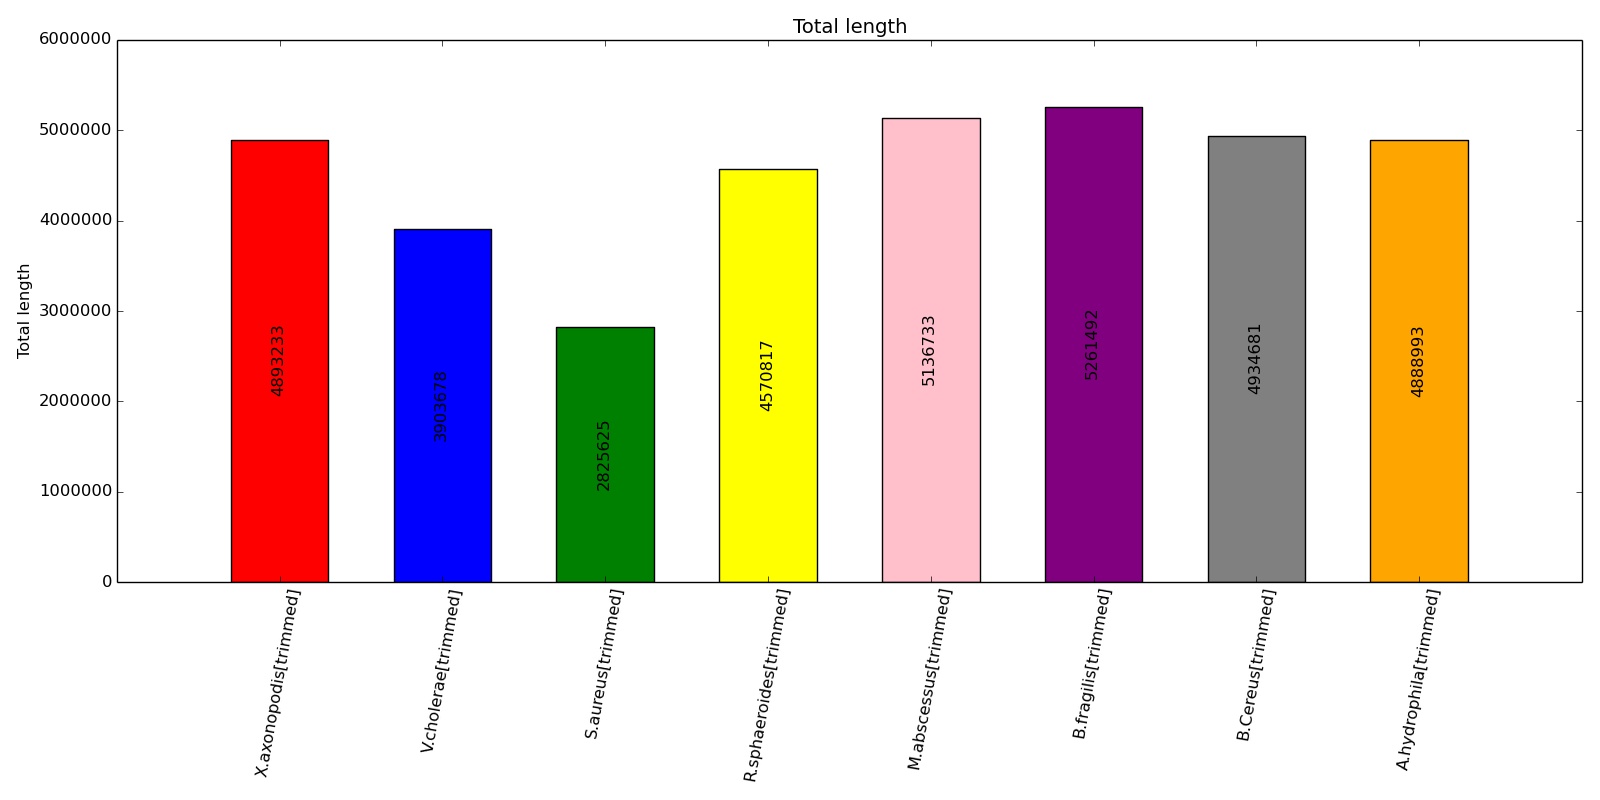 Total length
6000000
5000000
4000000
3000000
2000000
1000000
0
Total length
4893233
3903678
2825625
4570817
5136733
5261492
4934681
4888993
X.axonopodis[trimmed]
V.cholerae[trimmed]
S.aureus[trimmed]
R.sphaeroides[trimmed]
M.abscessus[trimmed]
B.fragilis[trimmed]
B.Cereus[trimmed]
A.hydrophila[trimmed]